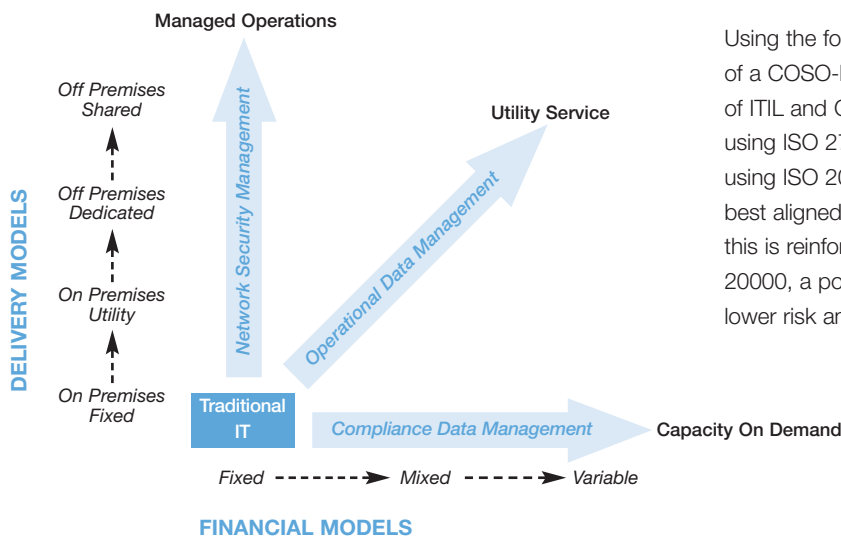 Managed Operations
Off Premises
Shared
Off Premises
Dedicated
On Premises
Utility
On Premises
Fixed
DELIVERY MODELS
Network Security Management
Utility Service
Operational Data Management
Traditional
IT
Compliance Data Management
Capacity On Demand
Fixed
Mixed
Variable
FINANCIAL MODELS
Using the fo
of a COSO-
of ITIL and
using ISO 27
using ISO 20
best aligned
this is reinfor
20000, a po
lower risk an